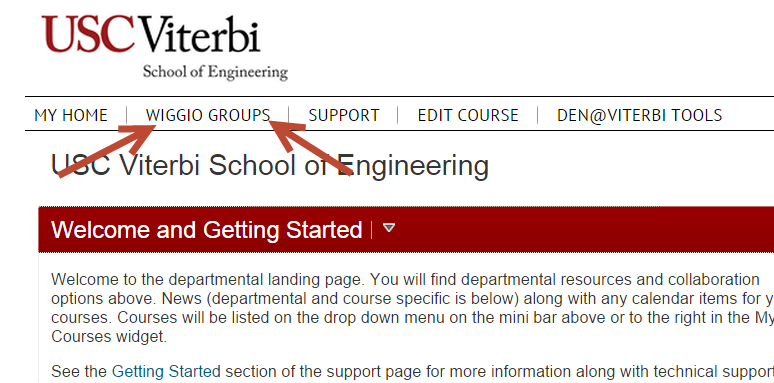 USC Viterbi
School of Engineering
MY HOME WIGGIO GROUPS SUPPORT EDIT COURSE DEN@VITERBI TOOLS
USC Viterbi School of Engineering
Welcome and Getting Started
Welcome to the departmental landing page. You will find departmental resources and collaboration
options above. News (departmental and course specific is below) along with any calendar items for
courses. Courses will be listed on the drop down menu on the mini bar above or to the right in the My
Courses widget.
See the Getting Started section of the support page for more information along with technical support